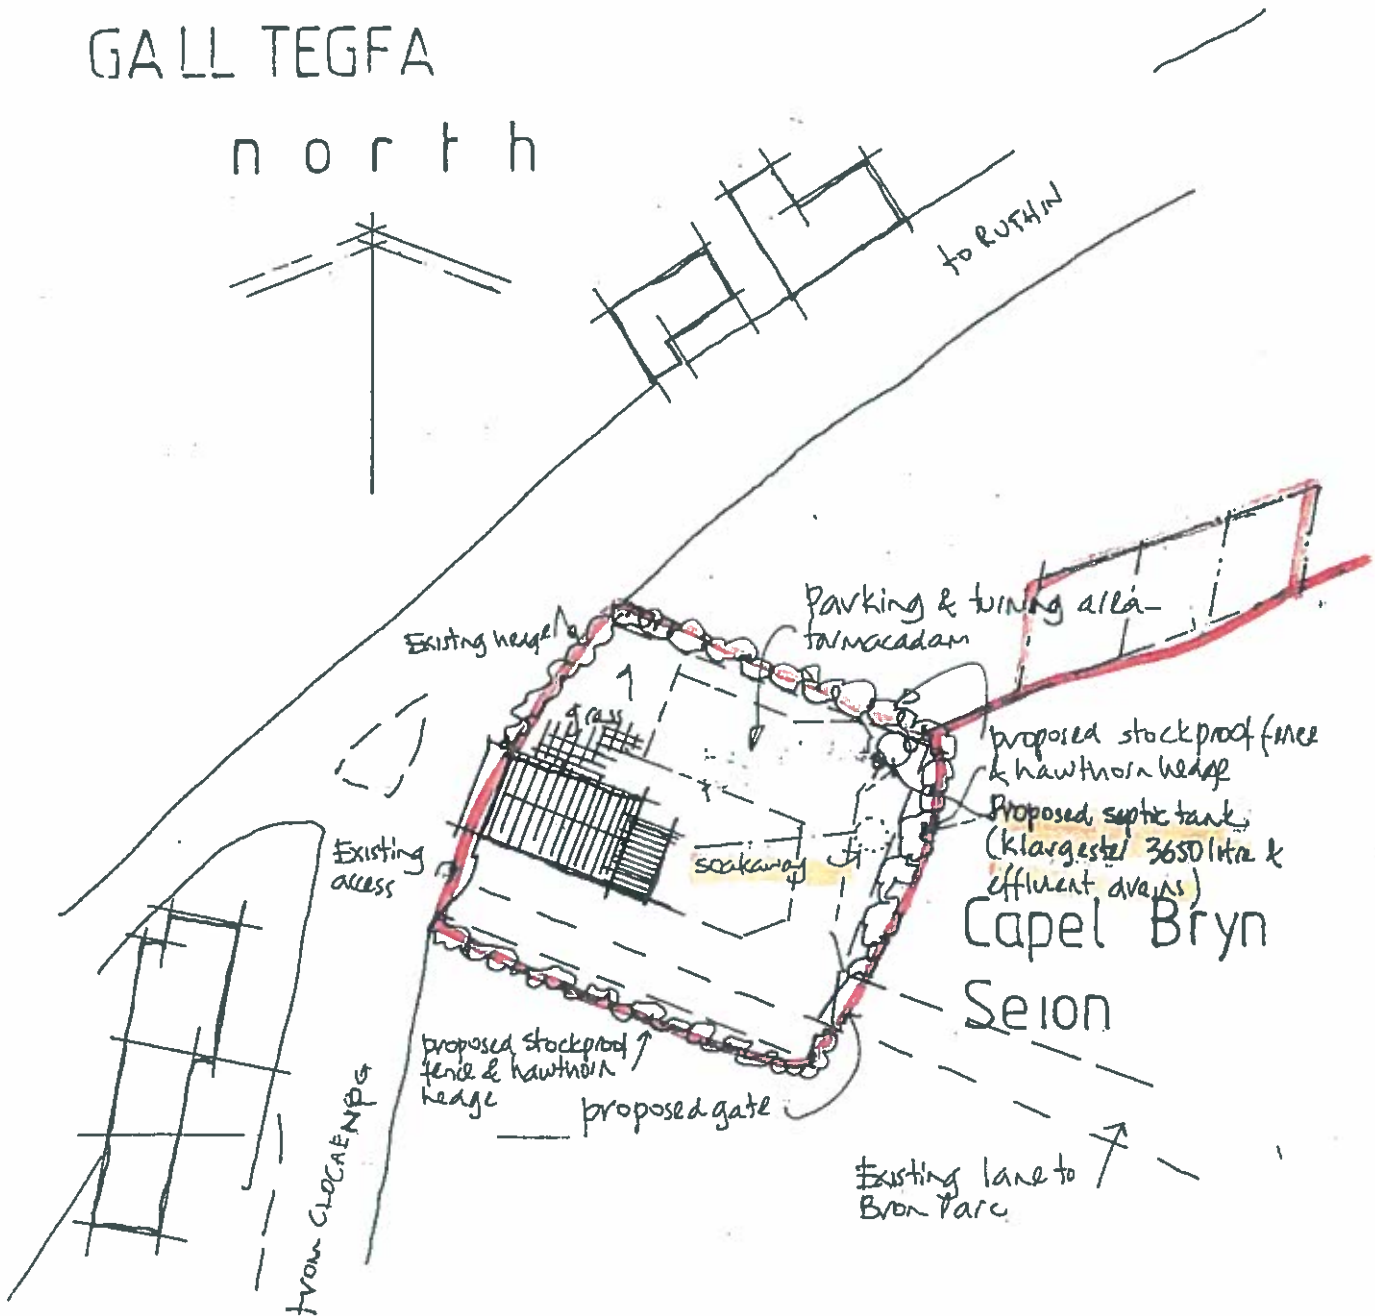 GALL TEGFA
north
to RUTHIN
Parking & turning area-
tarmacadam
Existing hedge
grass
proposed stockproof fence
& hawthorn hedge
Proposed septic tank
(klargester 3650 litre &
effluent drains)
soakaway
Existing
access
Capel Bryn
Seion
proposed stockproof
fence & hawthorn
hedge
proposed gate
Existing lane to
Bron Parc
from CLOCAENOG